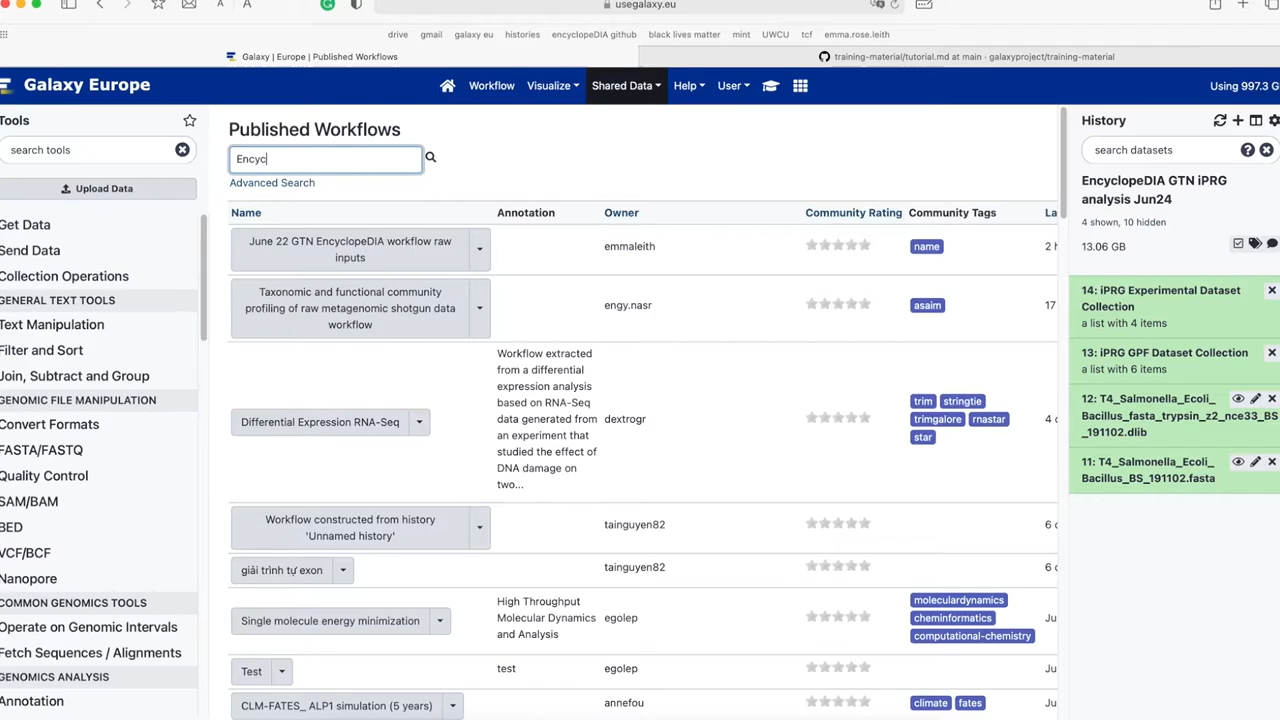 usegalaxy.eu
drive gmail galaxy eu histories encyclopeDIA github black lives matter mint UWCU tcf emma.rose.leith
Galaxy | Europe | Published Workflows
training-material/tutorial.md at main · galaxyproject/training-material
Galaxy Europe
Workflow Visualize Shared Data Help User
Using 997.3 G
Tools
search tools
Upload Data
Get Data
Send Data
Collection Operations
GENERAL TEXT TOOLS
Text Manipulation
Filter and Sort
Join, Subtract and Group
GENOMIC FILE MANIPULATION
Convert Formats
FASTA/FASTQ
Quality Control
SAM/BAM
BED
VCF/BCF
Nanopore
COMMON GENOMICS TOOLS
Operate on Genomic Intervals
Fetch Sequences / Alignments
GENOMICS ANALYSIS
Annotation
Published Workflows
Encyc
Advanced Search
Name Annotation Owner Community Rating Community Tags La
June 22 GTN EncyclopeDIA workflow raw
inputs
emmaleith
name
2 h
Taxonomic and functional community
profiling of raw metagenomic shotgun data
workflow
engy.nasr
asaim
17
Differential Expression RNA-Seq
Workflow extracted
from a differential
expression analysis
based on RNA-Seq
data generated from
an experiment that
studied the effect of
DNA damage on
two...
dextrogr
trim stringtie
trimgalore rnastar
star
4 d
Workflow constructed from history
'Unnamed history'
tainguyen82
6 d
giải trình tự exon
tainguyen82
6 d
Single molecule energy minimization
High Throughput
Molecular Dynamics
and Analysis
egolep
moleculardynamics
cheminformatics
computational-chemistry
Ju
Test
test
egolep
Ju
CLM-FATES_ ALP1 simulation (5 years)
annefou
climate fates
Ju
History
search datasets
EncyclopeDIA GTN iPRG
analysis Jun24
4 shown, 10 hidden
13.06 GB
14: iPRG Experimental Dataset
Collection
a list with 4 items
13: iPRG GPF Dataset Collection
a list with 6 items
12: T4_Salmonella_Ecoli_
Bacillus_fasta_trypsin_z2_nce33_BS
_191102.dlib
11: T4_Salmonella_Ecoli_
Bacillus_BS_191102.fasta